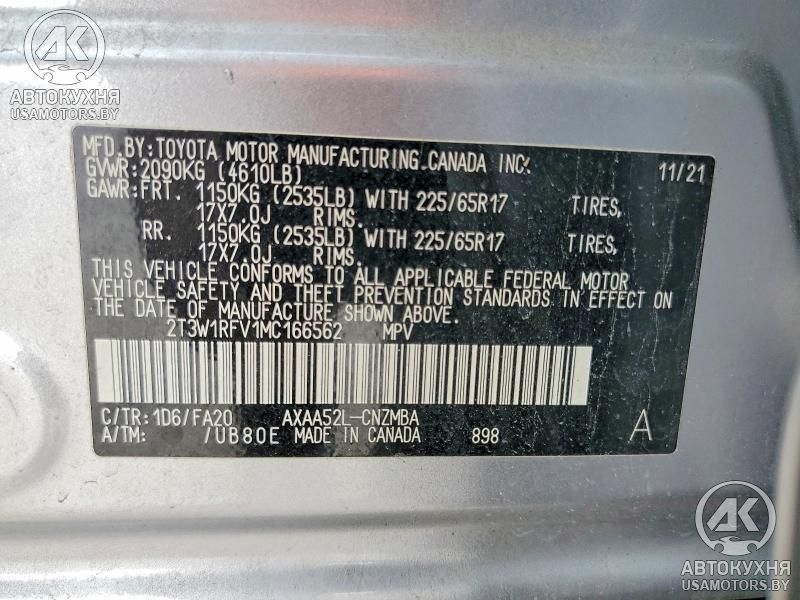 АК
АВТОКУХНЯ
USAMOTORS.BY
MFD.BY:TOYOTA MOTOR MANUFACTURING CANADA INC. 11/21
GVWR:2090KG (4610LB)
GAWR:FRT. 1150KG (2535LB) WITH 225/65R17 TIRES,
17X7.0J RIMS.
RR. 1150KG (2535LB) WITH 225/65R17 TIRES,
17X7.0J RIMS.
THIS VEHICLE CONFORMS TO ALL APPLICABLE FEDERAL MOTOR
VEHICLE SAFETY AND THEFT PREVENTION STANDARDS IN EFFECT ON
THE DATE OF MANUFACTURE SHOWN ABOVE.
2T3W1RFV1MC166562 MPV
C/TR:1D6/FA20 AXAA52L-CNZMBA
A/TM: /UB80E MADE IN CANADA 898 A
АК
АВТОКУХНЯ
USAMOTORS.BY